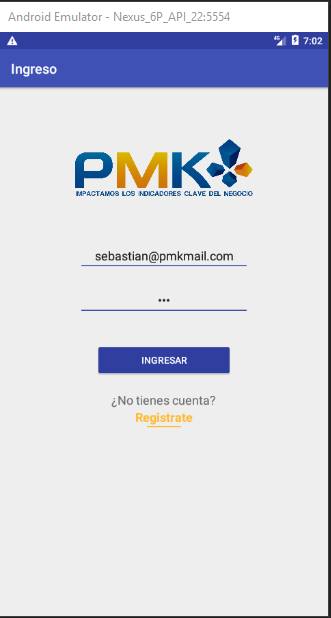 Android Emulator - Nexus_6P_API_22:5554
4G 7:02
Ingreso
PMK
IMPACTAMOS LOS INDICADORES CLAVE DEL NEGOCIO
sebastian@pmkmail.com
•••
INGRESAR
¿No tienes cuenta?
Registrate